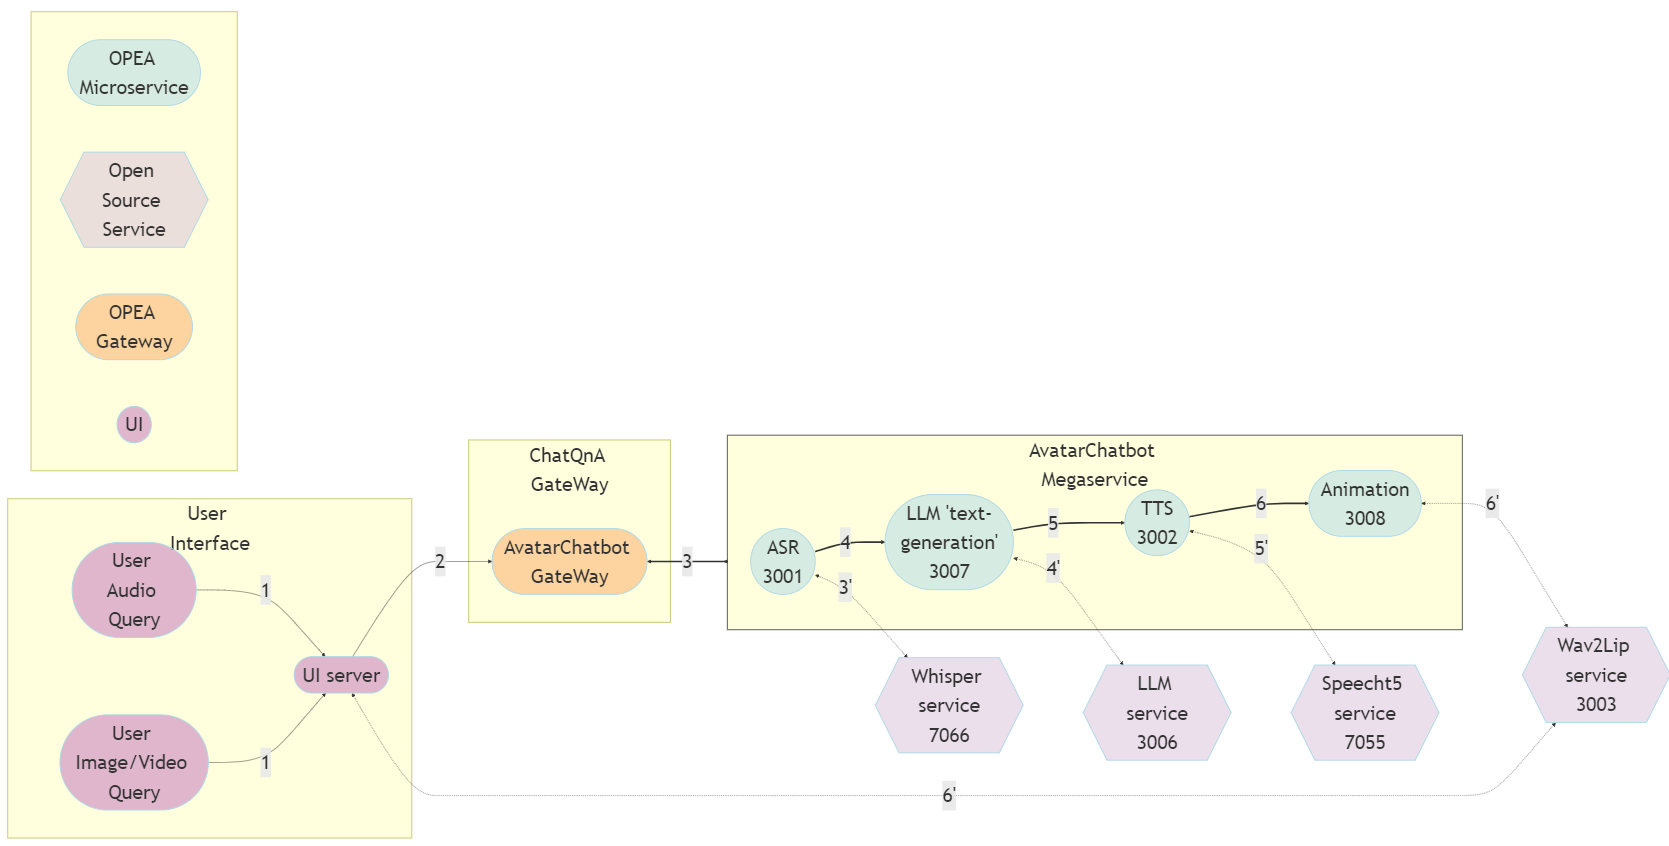 OPEA
Microservice
Open
Source
Service
OPEA
Gateway
UI
User
Interface
User
Audio
Query
1
UI server
User
Image/Video
Query
1
2
ChatQnA
GateWay
AvatarChatbot
GateWay
3
AvatarChatbot
Megaservice
ASR
3001
4
LLM 'text-
generation'
3007
5
TTS
3002
6
Animation
3008
3'
4'
5'
6'
Whisper
service
7066
LLM
service
3006
Speecht5
service
7055
Wav2Lip
service
3003
6'